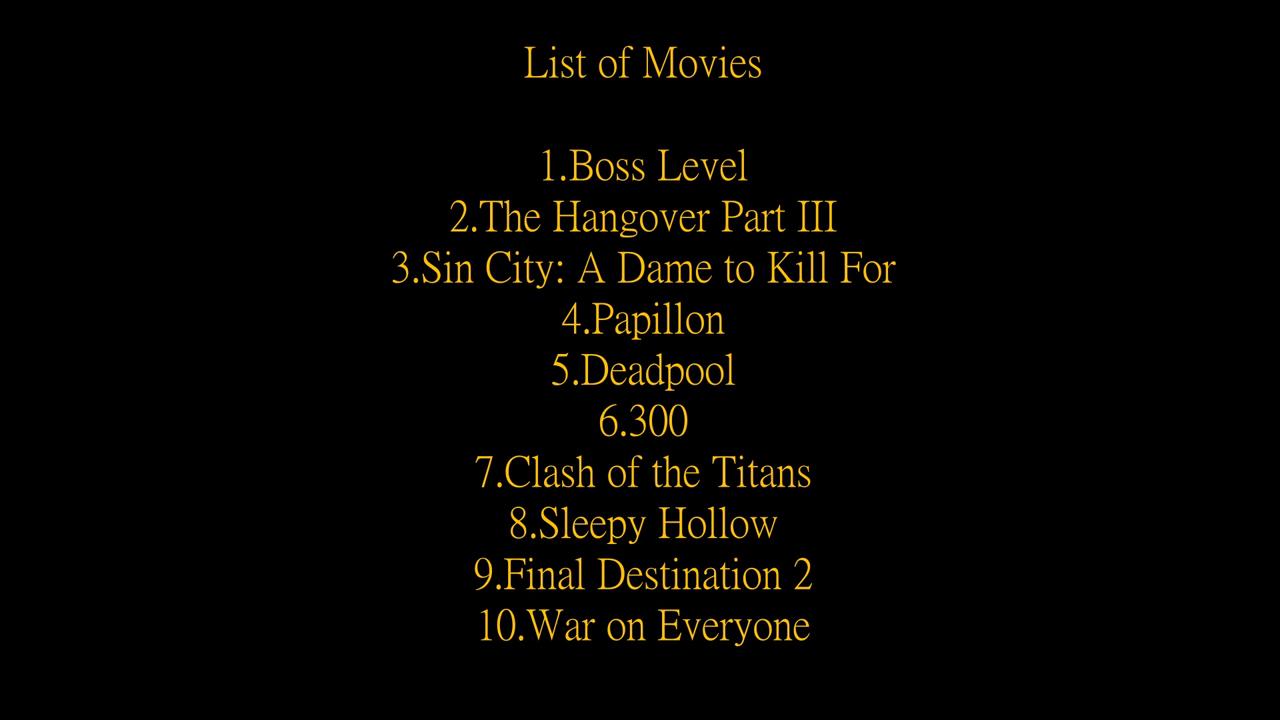 List of Movies
1.Boss Level
2.The Hangover Part III
3.Sin City: A Dame to Kill For
4.Papillon
5.Deadpool
6.300
7.Clash of the Titans
8.Sleepy Hollow
9.Final Destination 2
10.War on Everyone